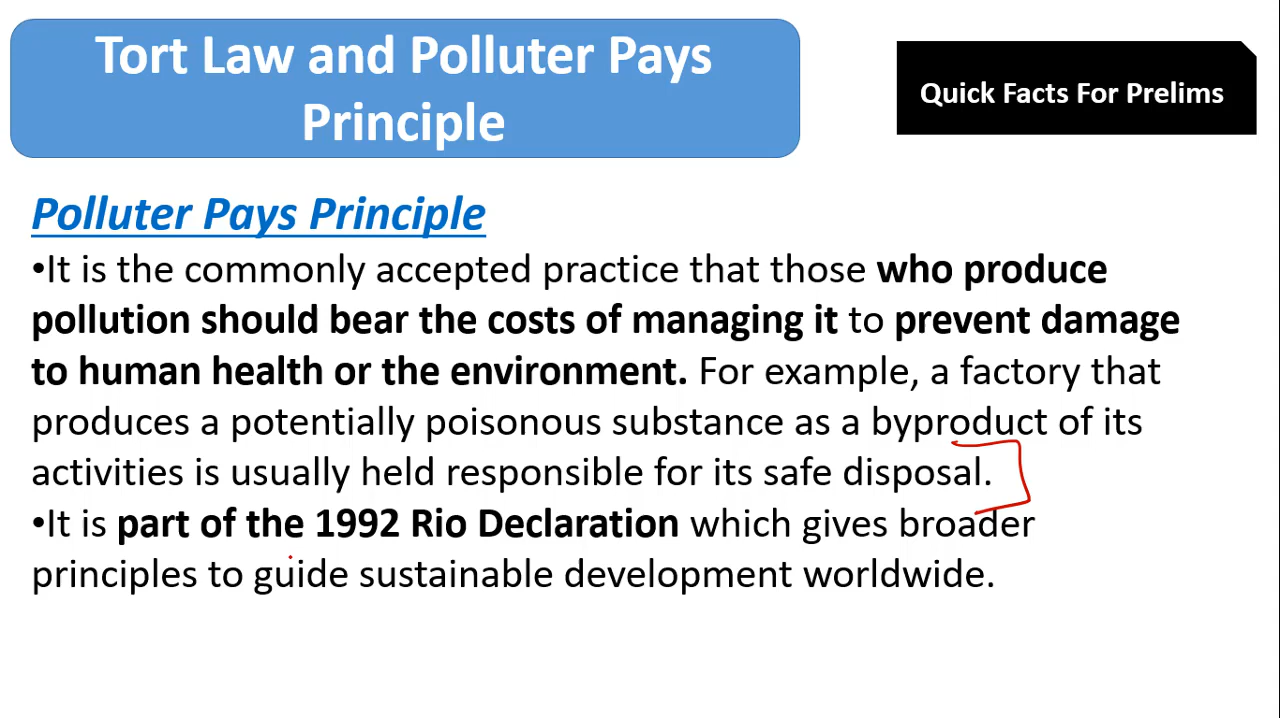 Tort Law and Polluter Pays
Principle
Quick Facts For Prelims
Polluter Pays Principle
•It is the commonly accepted practice that those who produce
pollution should bear the costs of managing it to prevent damage
to human health or the environment. For example, a factory that
produces a potentially poisonous substance as a byproduct of its
activities is usually held responsible for its safe disposal.
•It is part of the 1992 Rio Declaration which gives broader
principles to guide sustainable development worldwide.